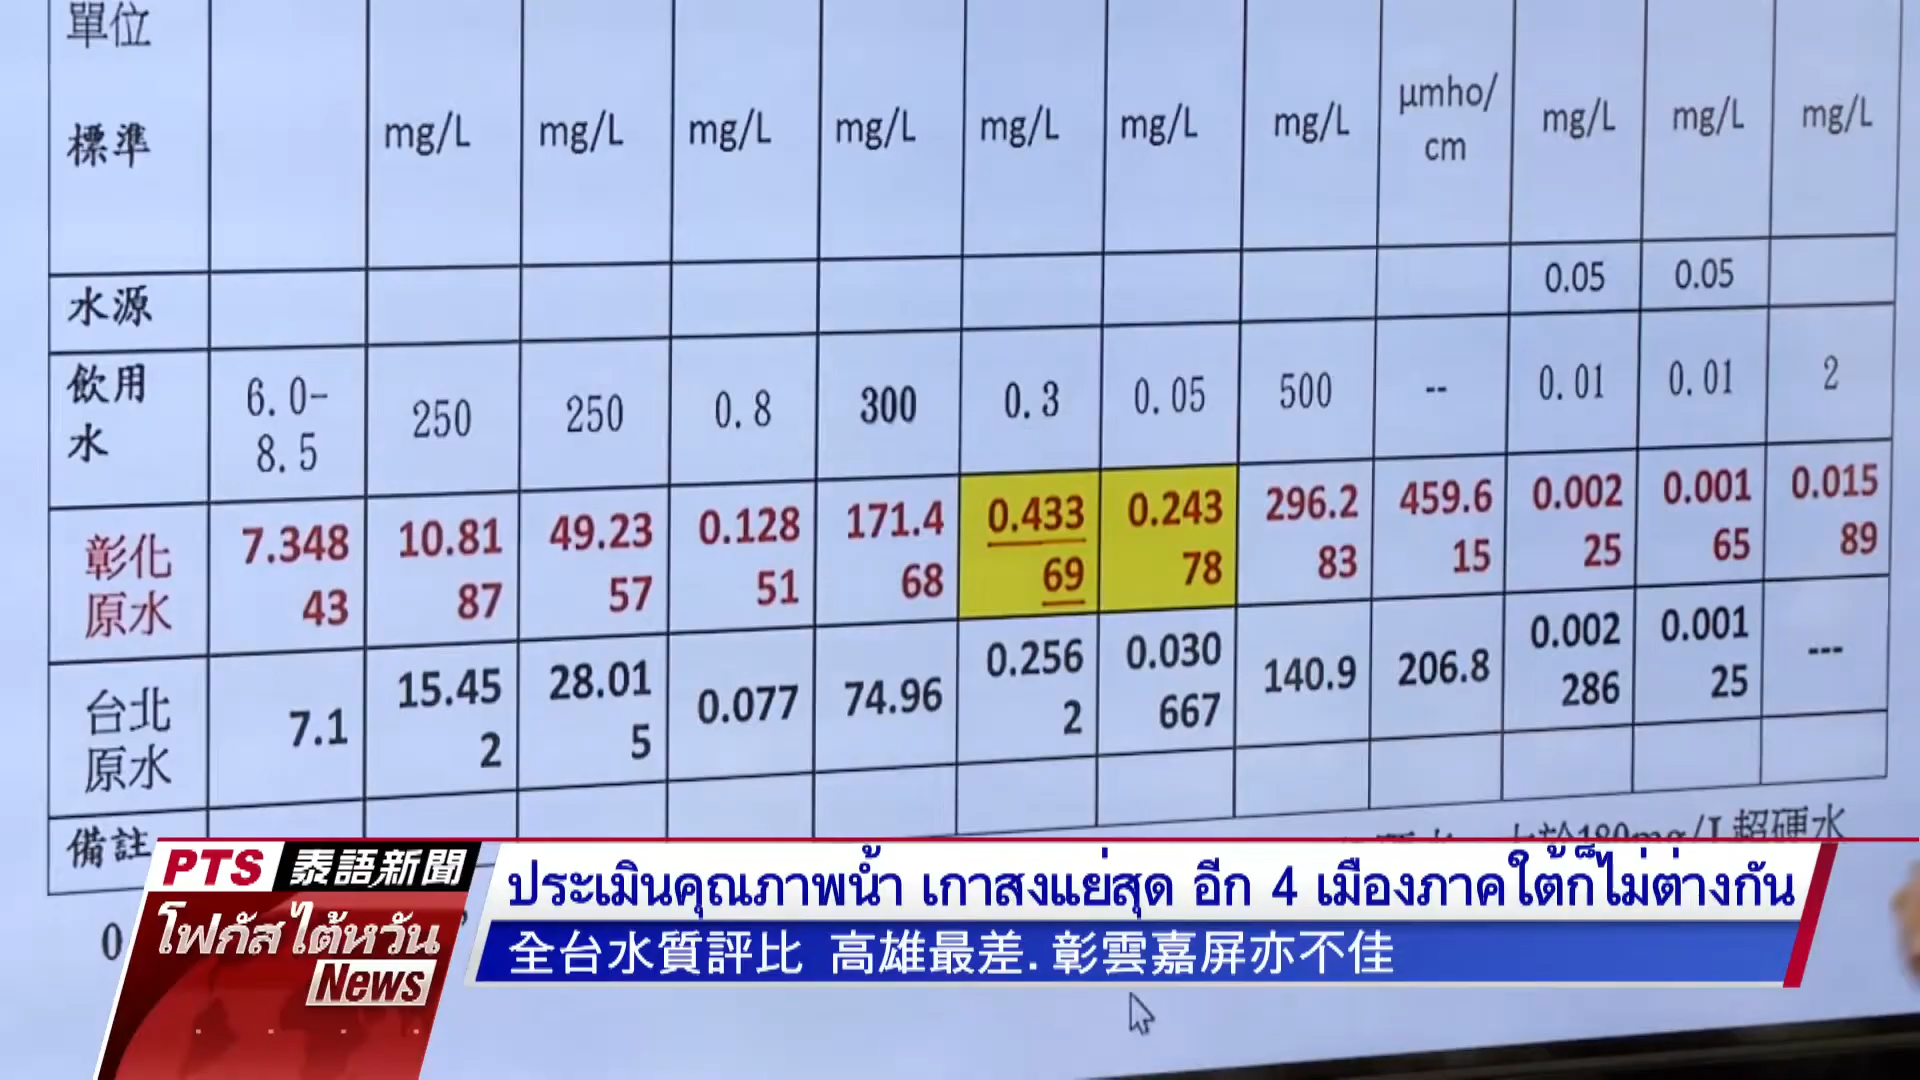 單位
標準
mg/L mg/L mg/L mg/L mg/L mg/L mg/L μmho/ mg/L mg/L mg/L
cm
水源 0.05 0.05
飲用 6.0- 250 250 0.8 300 0.3 0.05 500 -- 0.01 0.01 2
水 8.5
彰化 7.348 10.81 49.23 0.128 171.4 0.433 0.243 296.2 459.6 0.002 0.001 0.015
原水 43 87 57 51 68 69 78 83 15 25 65 89
台北 7.1 15.45 28.01 0.077 74.96 0.256 0.030 140.9 206.8 0.002 0.001 ---
原水 2 5 2 667 286 25
備註
180mg/L超硬水
0
PTS 泰語新聞
โฟกัสไต้หวัน
News
ประเมินคุณภาพน้ำ เกาสงแย่สุด อีก 4 เมืองภาคใต้ก็ไม่ต่างกัน
全台水質評比 高雄最差.彰雲嘉屏亦不佳